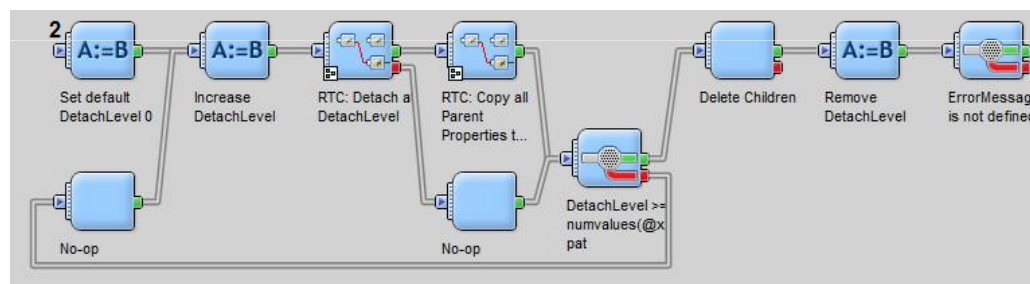 2
A:=B
A:=B
A:=B
Set default
DetachLevel 0
Increase
DetachLevel
RTC: Detach a
DetachLevel
RTC: Copy all
Parent
Properties t...
Delete Children
Remove
DetachLevel
ErrorMessag
is not define
No-op
No-op
DetachLevel >=
numvalues(@x
pat